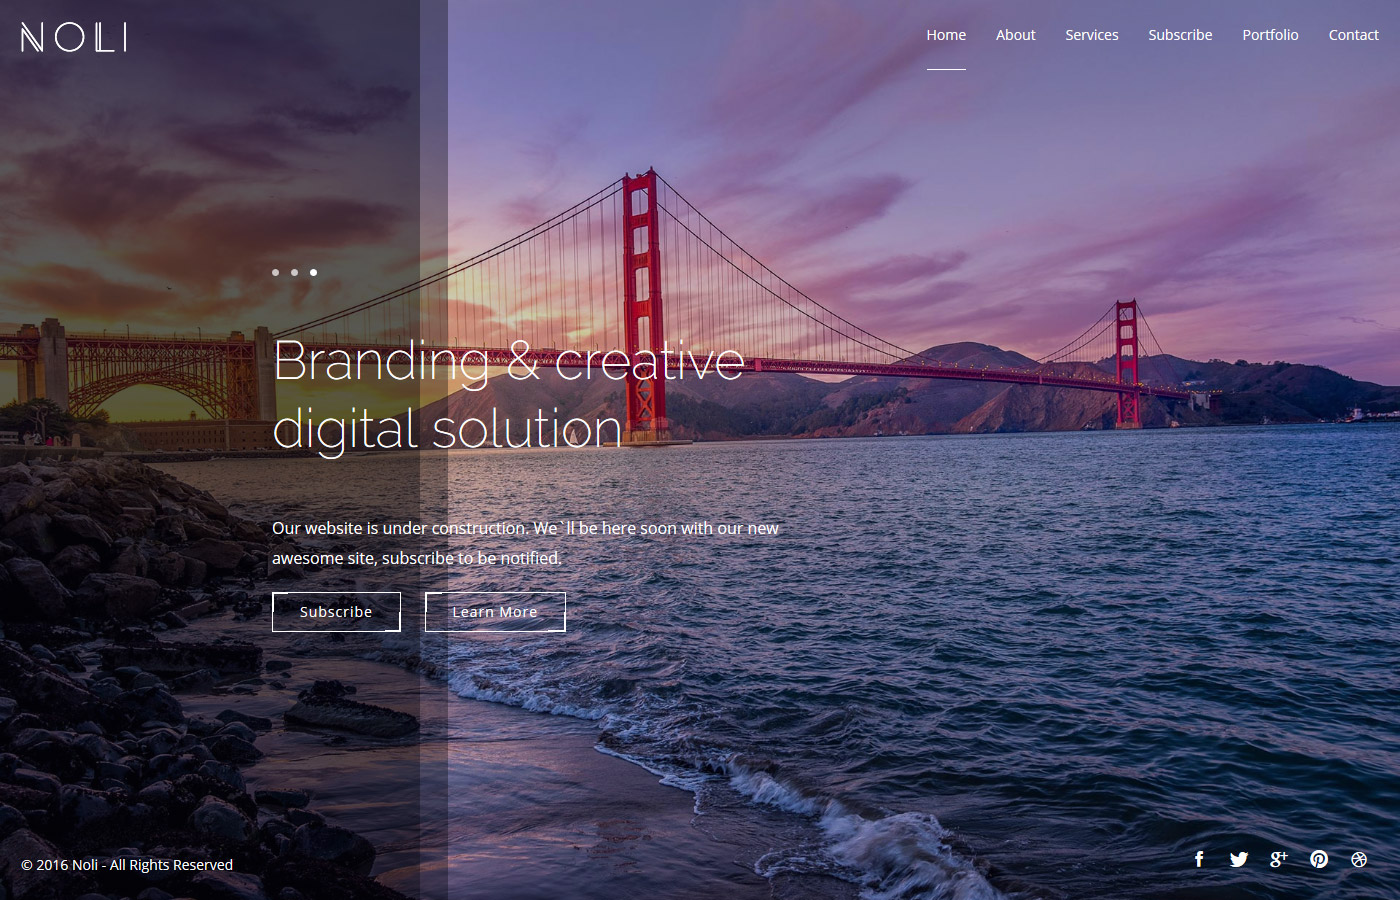 NOLI
Home About Services Subscribe Portfolio Contact
Branding & creative
digital solution
Our website is under construction. We`ll be here soon with our new
awesome site, subscribe to be notified.
Subscribe Learn More
© 2016 Noli - All Rights Reserved